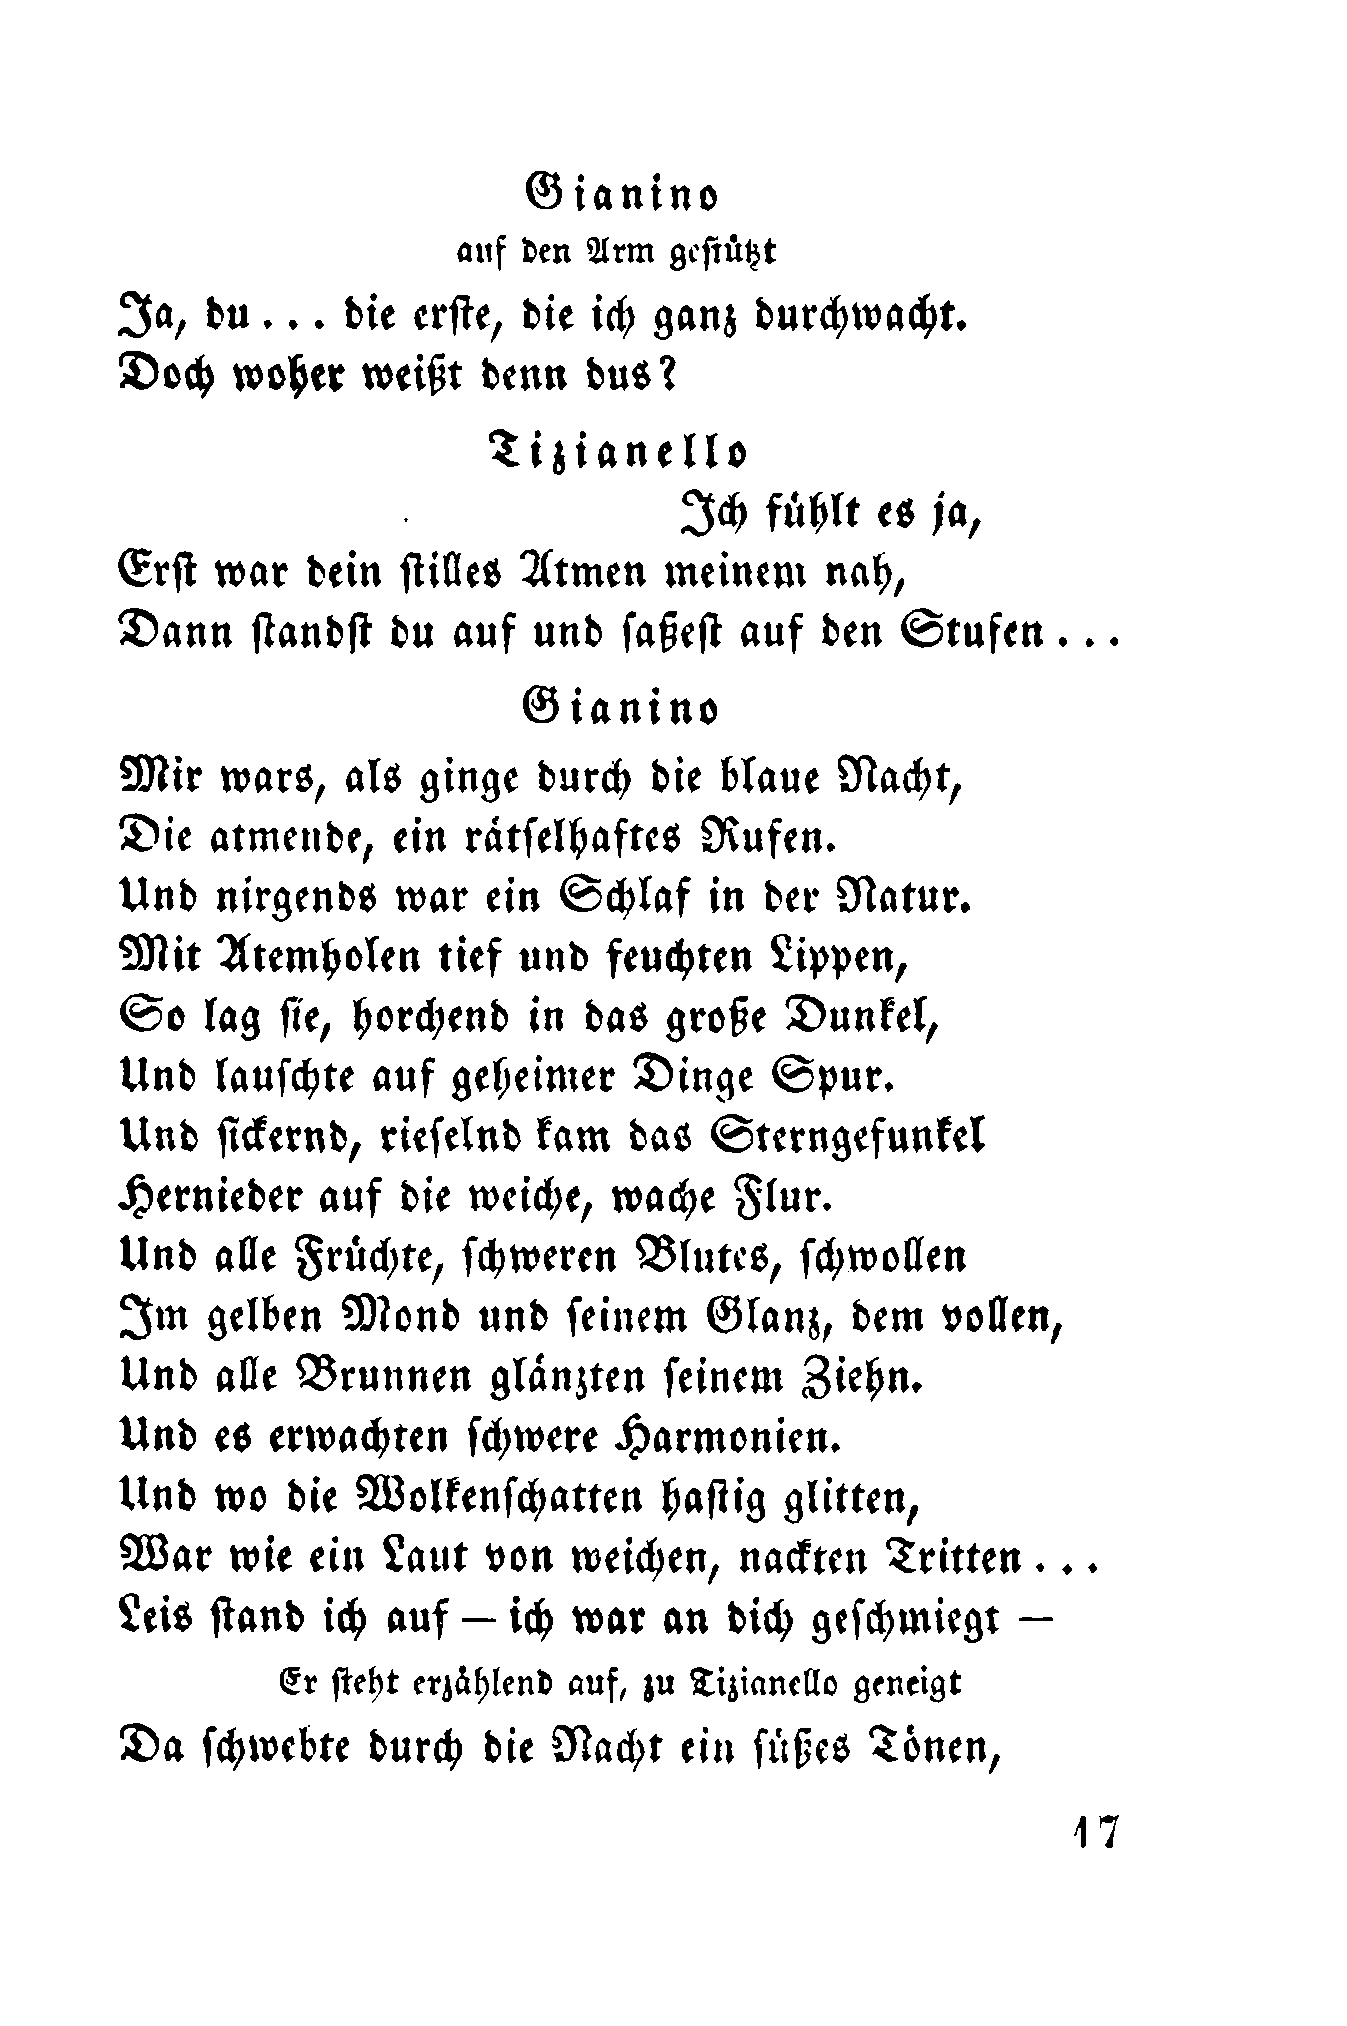 Gianino
auf den Arm gestützt
Ja, du... die erste, die ich ganz durchwacht.
Doch woher weißt denn dus?
Tizianello
Ich fühlt es ja,
Erst war dein stilles Atmen meinem nah,
Dann standst du auf und saßest auf den Stufen...
Gianino
Mir wars, als ginge durch die blaue Nacht,
Die atmende, ein rätselhaftes Rufen.
Und nirgends war ein Schlaf in der Natur.
Mit Atemholen tief und feuchten Lippen,
So lag sie, horchend in das große Dunkel,
Und lauschte auf geheimer Dinge Spur.
Und sickernd, rieselnd kam das Sterngefunkel
Hernieder auf die weiche, wache Flur.
Und alle Früchte, schweren Blutes, schwollen
Im gelben Mond und seinem Glanz, dem vollen,
Und alle Brunnen glänzten seinem Ziehn.
Und es erwachten schwere Harmonien.
Und wo die Wolkenschatten hastig glitten,
War wie ein Laut von weichen, nackten Tritten...
Leis stand ich auf — ich war an dich geschmiegt —
Er steht erzählend auf, zu Tizianello geneigt
Da schwebte durch die Nacht ein süßes Tönen,
17